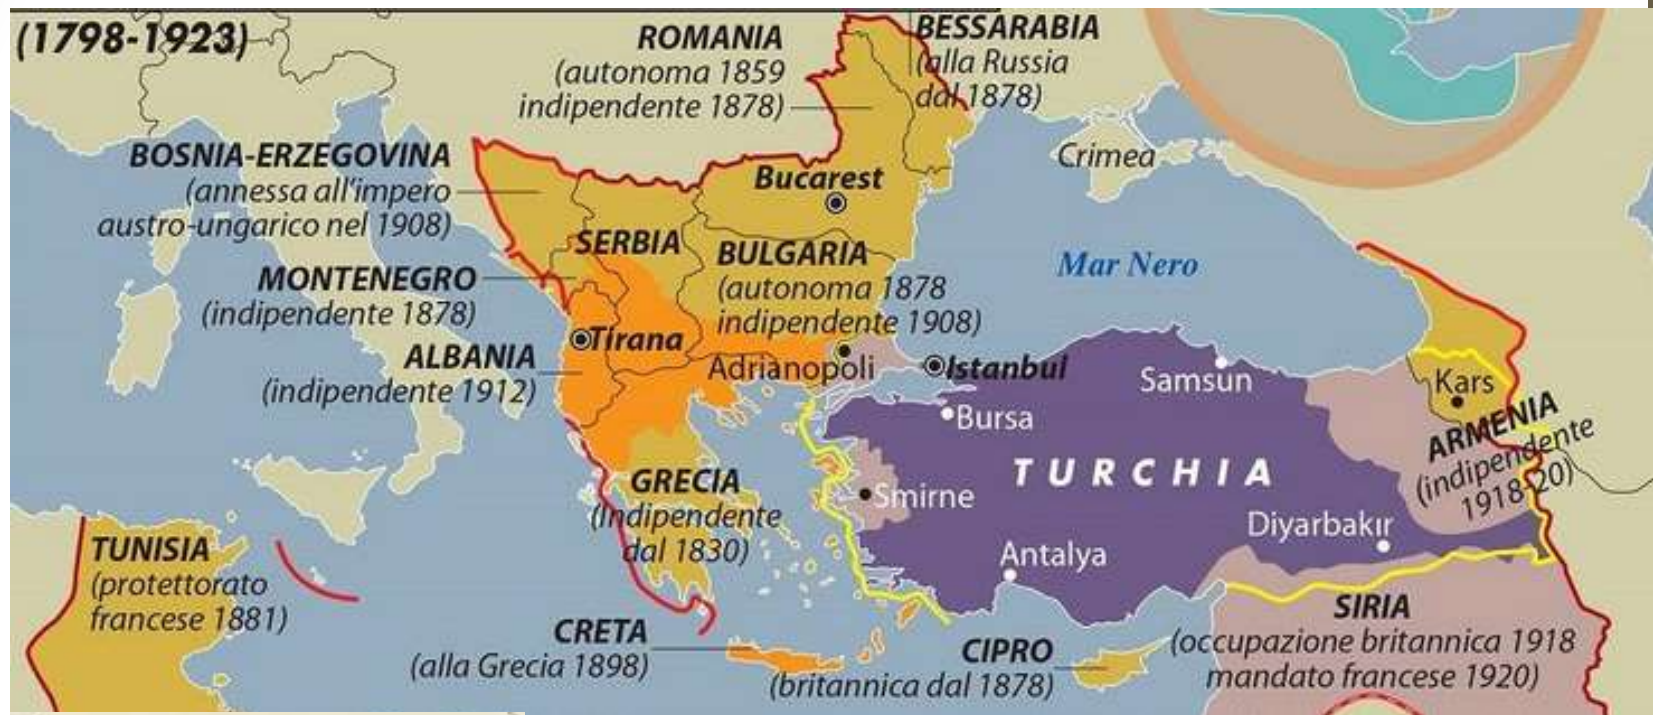 (1798-1923)
ROMANIA
(autonoma 1859
indipendente 1878)
BESSARABIA
(alla Russia
dal 1878)
BOSNIA-ERZEGOVINA
(annessa all'impero
austro-ungarico nel 1908)
Crimea
Bucarest
SERBIA
BULGARIA
(autonoma 1878
indipendente 1908)
Mar Nero
MONTENEGRO
(indipendente 1878)
Tirana
ALBANIA
(indipendente 1912)
Adrianopoli
Istanbul
Samsun
Kars
Bursa
ARMENIA
(indipendente
1918-20)
TURCHIA
GRECIA
(Indipendente
dal 1830)
Smirne
Diyarbakır
Antalya
TUNISIA
(protettorato
francese 1881)
CRETA
(alla Grecia 1898)
CIPRO
(britannica dal 1878)
SIRIA
(occupazione britannica 1918
mandato francese 1920)